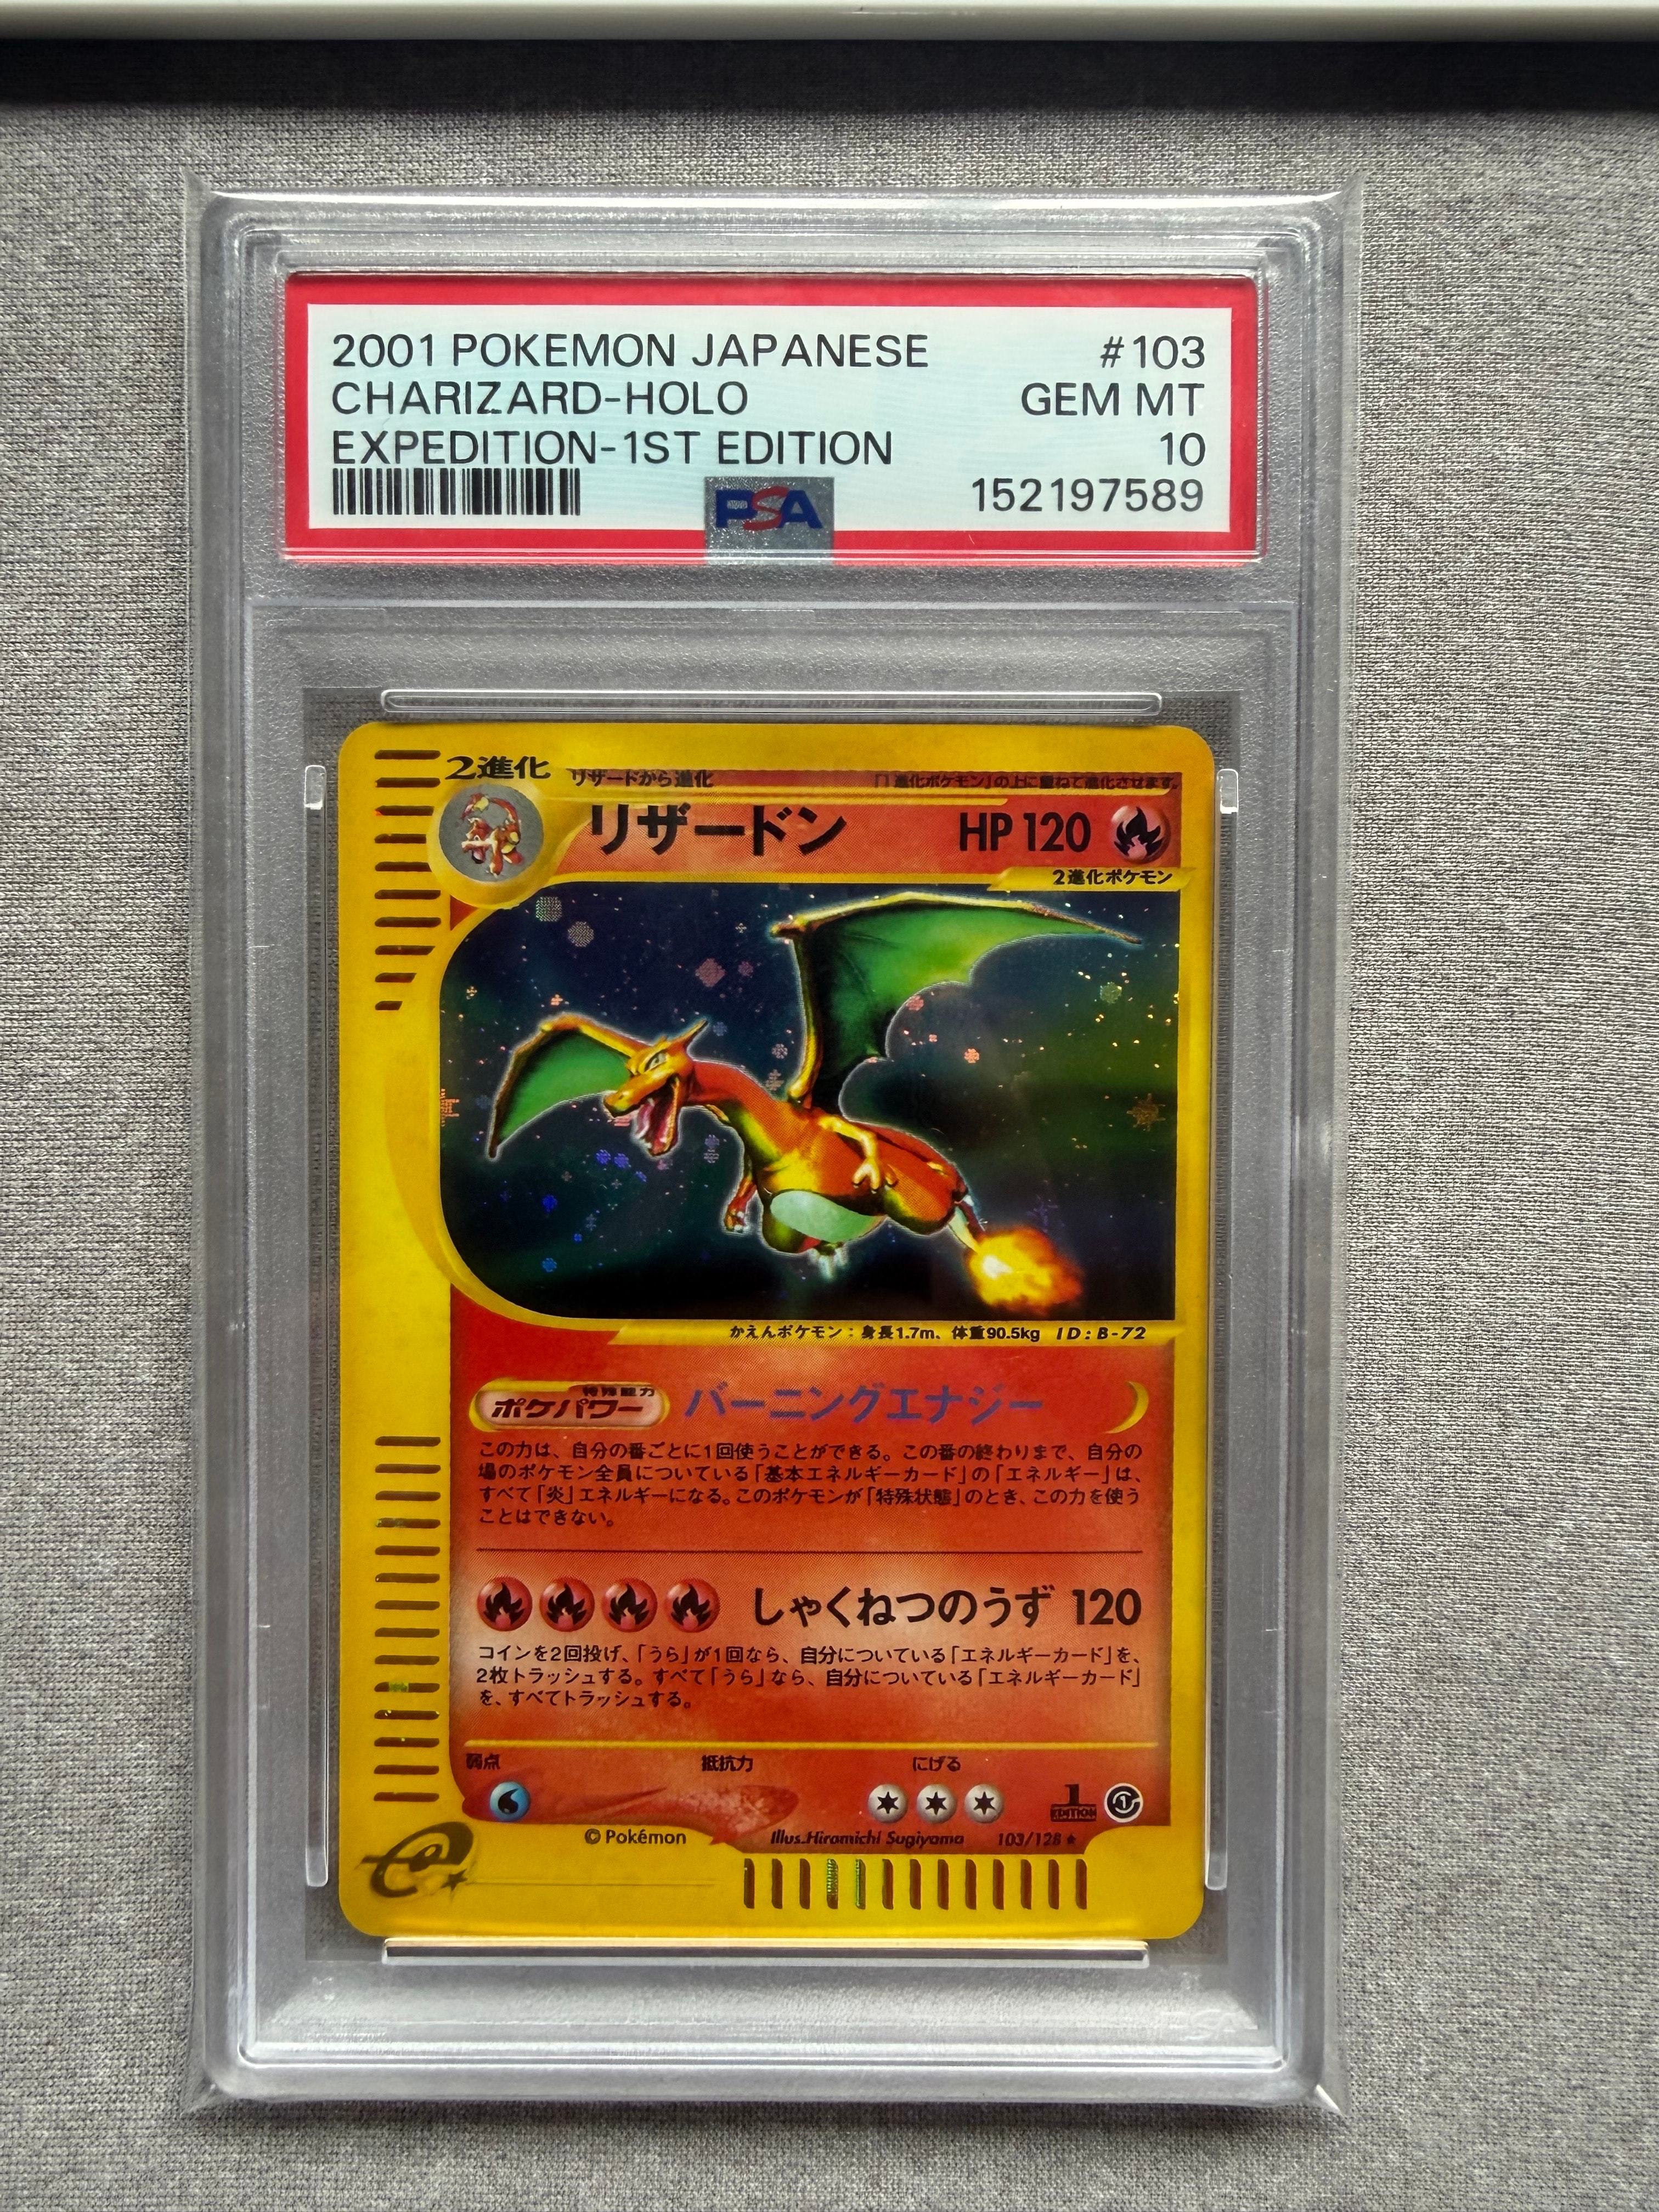 2001 POKEMON JAPANESE #103
CHARIZARD-HOLO GEM MT
EXPEDITION-1ST EDITION 10
PSA 152197589
2進化 リザードから進化 「1進化ポケモン」の上に重ねて進化させます。
リザードン HP 120
2進化ポケモン
かえんポケモン:身長1.7m、体重90.5kg ID:B-72
特殊能力
ポケパワー バーニングエナジー
この力は、自分の番ごとに1回使うことができる。この番の終わりまで、自分の
場のポケモン全員についている「基本エネルギーカード」の「エネルギー」は、
すべて「炎」エネルギーになる。このポケモンが「特殊状態」のとき、この力を使う
ことはできない。
しゃくねつのうず 120
コインを2回投げ、「うら」が1回なら、自分についている「エネルギーカード」を、
2枚トラッシュする。すべて「うら」なら、自分についている「エネルギーカード」
を、すべてトラッシュする。
弱点 抵抗力 にげる
1 EDITION 1
© Pokémon Illus.Hiromichi Sugiyama 103/128 ★
e